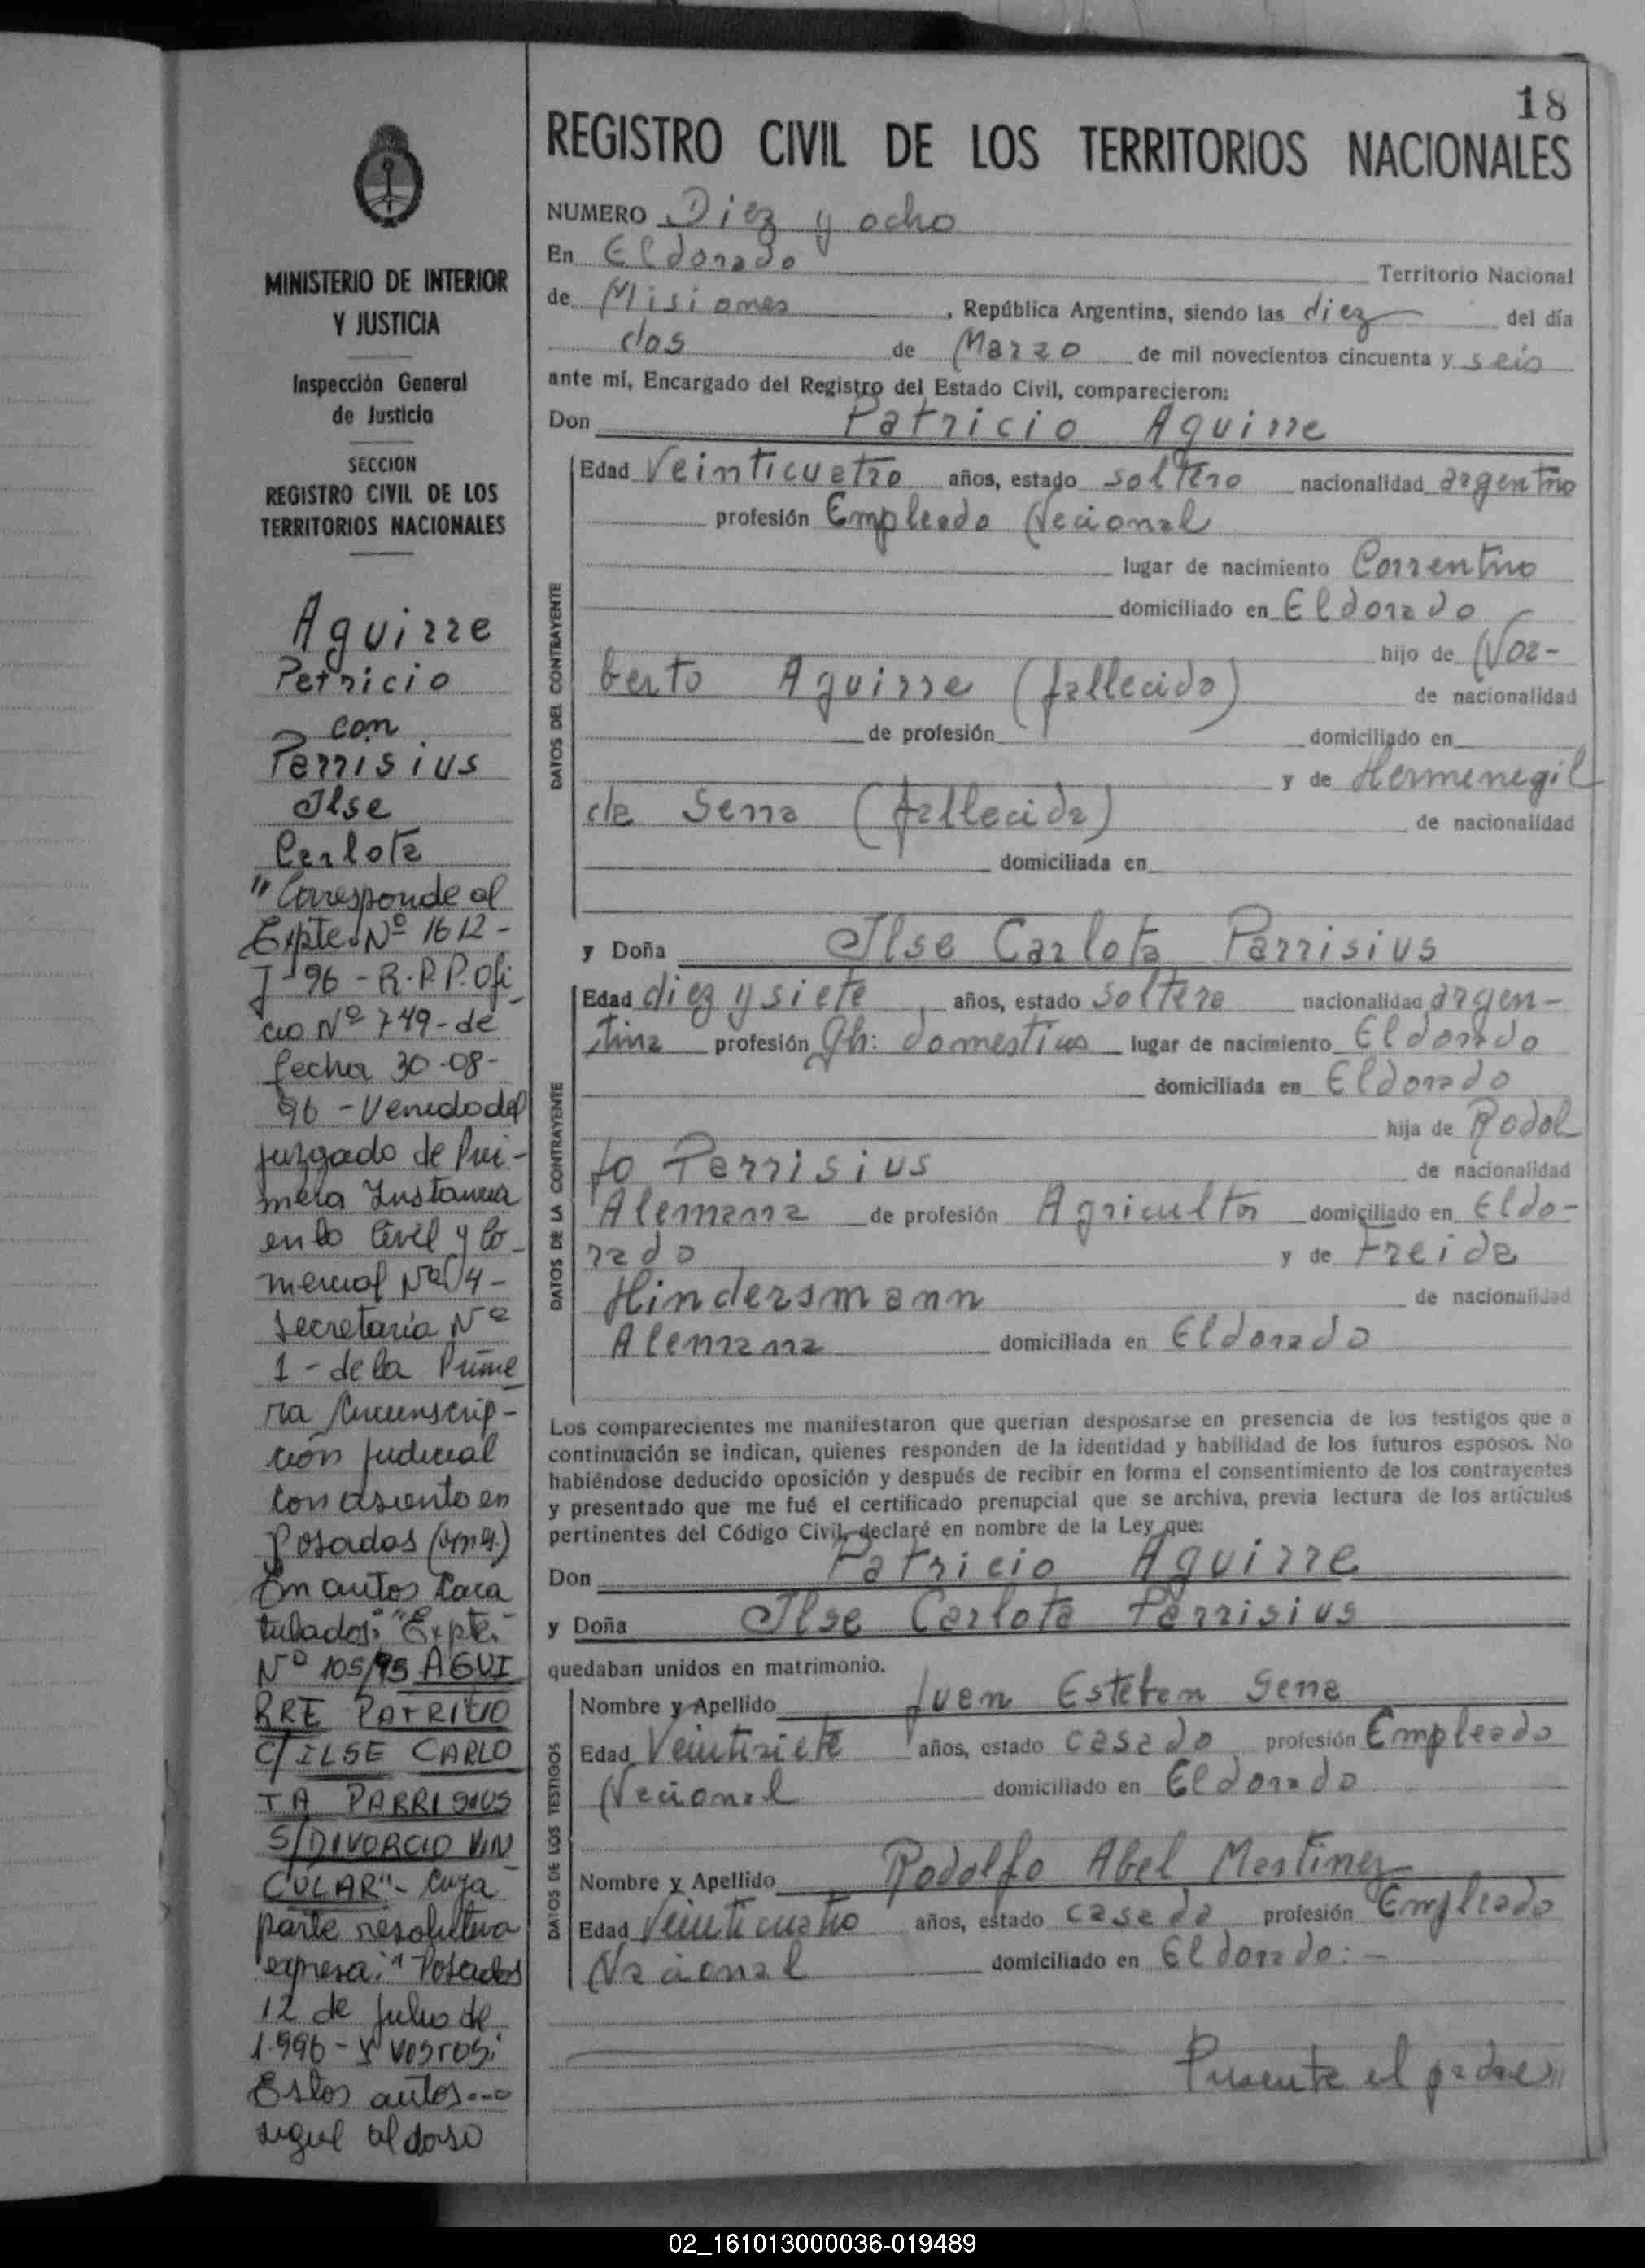 18
REGISTRO CIVIL DE LOS TERRITORIOS NACIONALES
NUMERO Diez y ocho
En Eldorado Territorio Nacional
de Misiones , República Argentina, siendo las diez del día
dos de Marzo de mil novecientos cincuenta y seis
ante mí, Encargado del Registro del Estado Civil, comparecieron:
Don Patricio Aguirre
DATOS DEL CONTRAYENTE
Edad Veinticuatro años, estado soltero nacionalidad argentino
profesión Empleado Nacional
lugar de nacimiento Correntino
domiciliado en Eldorado
hijo de Nor-
berto Aguirre (fallecido) de nacionalidad
de profesión domiciliado en
y de Hermenegil
da Serra (fallecida) de nacionalidad
domiciliada en
y Doña Ilse Carlota Parrisius
DATOS DE LA CONTRAYENTE
Edad diez y siete años, estado soltera nacionalidad argen-
tina profesión Qh: domesticos lugar de nacimiento Eldorado
domiciliada en Eldorado
hija de Rodol
fo Parrisius de nacionalidad
Alemana de profesión Agricultor domiciliado en Eldo-
rado y de Freida
Hindersmann de nacionalidad
Alemana domiciliada en Eldorado
Los comparecientes me manifestaron que querían desposarse en presencia de los testigos que a
continuación se indican, quienes responden de la identidad y habilidad de los futuros esposos. No
habiéndose deducido oposición y después de recibir en forma el consentimiento de los contrayentes
y presentado que me fué el certificado prenupcial que se archiva, previa lectura de los artículos
pertinentes del Código Civil, declaré en nombre de la Ley que:
Don Patricio Aguirre
y Doña Ilse Carlota Parrisius
quedaban unidos en matrimonio.
DATOS DE LOS TESTIGOS
Nombre y Apellido Juan Esteban Sena
Edad Veintisiete años, estado casado profesión Empleado
Nacional domiciliado en Eldorado
Nombre y Apellido Rodolfo Abel Martinez
Edad Veinticuatro años, estado casado profesión Empleado
Nacional domiciliado en Eldorado: -
Presente el padre
MINISTERIO DE INTERIOR
Y JUSTICIA
Inspección General
de Justicia
SECCION
REGISTRO CIVIL DE LOS
TERRITORIOS NACIONALES
Aguirre
Patricio
con
Parrisius
Ilse
Carlota
"Corresponde al
Expte. Nº 1612-
J-96 - R.P.P. Ofi
cio Nº 749- de
fecha 30-08-
96 - Venido del
juzgado de Pri-
mera Instancia
en lo Civil y Co-
mercial Nº 4-
Secretaria Nº
1 - de la Prime
ra Circunscrip-
ción Judicial
con asiento en
Posadas (Mnes.)
En autos Cara
tulados: "Expte.
Nº 105/95 AGUI
RRE PATRICIO
C/ ILSE CARLO
TA PARRISIUS
S/DIVORCIO VIN
CULAR"- Cuya
parte resolutiva
expresa: "Posadas
12 de Julio de
1.996 - Y VISTOS:
Estos autos...
sigue al dorso
02_161013000036-019489